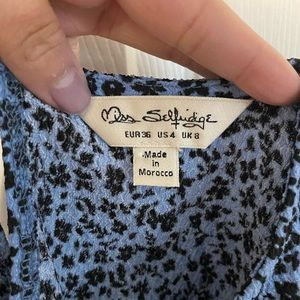 Miss Selfridge
EUR36 US4 UK8
Made
in
Morocco